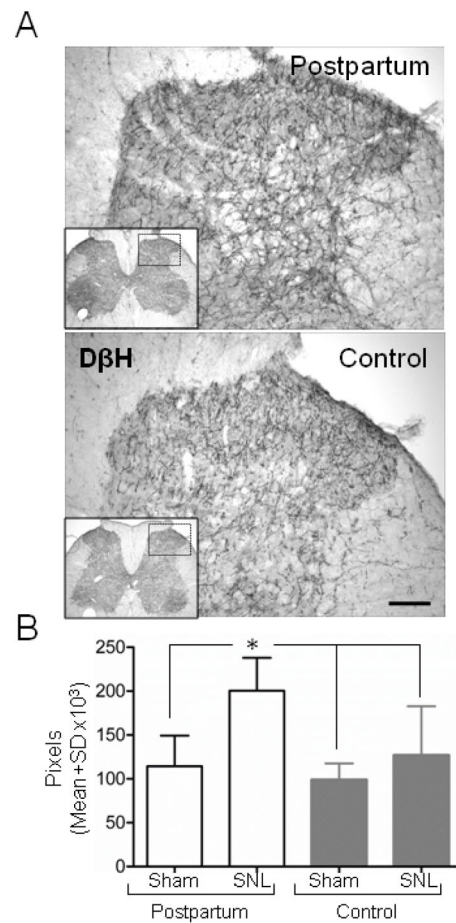 A
Postpartum
DβH
Control
B
Pixels
(Mean+SD x10³)
250
200
150
100
50
0
*
Sham
SNL
Sham
SNL
Postpartum
Control